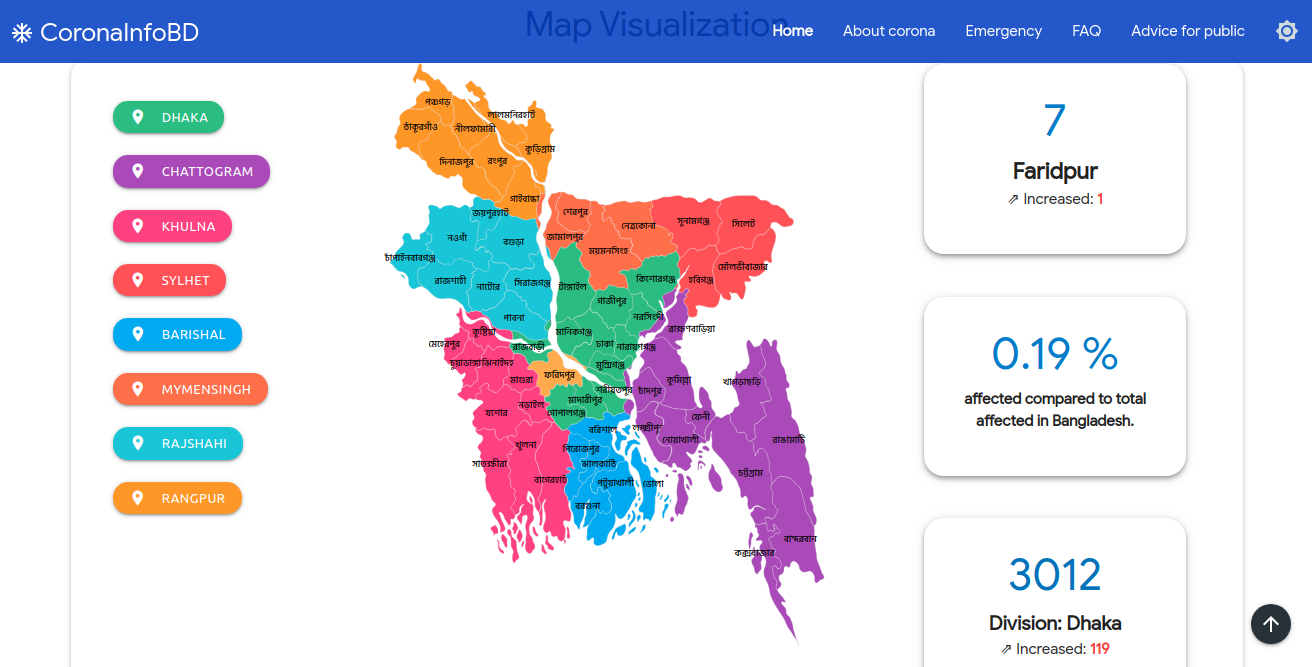 Map Visualization
CoronaInfoBD
Home
About corona
Emergency
FAQ
Advice for public
DHAKA
CHATTOGRAM
KHULNA
SYLHET
BARISHAL
MYMENSINGH
RAJSHAHI
RANGPUR
পঞ্চগড়
লালমনিরহাট
ঠাকুরগাঁও
নীলফামারী
কুড়িগ্রাম
দিনাজপুর
রংপুর
গাইবান্ধা
জয়পুরহাট
শেরপুর
নেত্রকোনা
সুনামগঞ্জ
সিলেট
নওগাঁ
বগুড়া
জামালপুর
ময়মনসিংহ
চাঁপাইনবাবগঞ্জ
মৌলভীবাজার
রাজশাহী
নাটোর
সিরাজগঞ্জ
টাঙ্গাইল
কিশোরগঞ্জ
হবিগঞ্জ
গাজীপুর
পাবনা
নরসিংদী
কুষ্টিয়া
মানিকগঞ্জ
ব্রাহ্মণবাড়িয়া
মেহেরপুর
রাজবাড়ী
ঢাকা
নারায়ণগঞ্জ
চুয়াডাঙ্গা
ঝিনাইদহ
মুন্সিগঞ্জ
মাগুরা
ফরিদপুর
কুমিল্লা
খাগড়াছড়ি
শরীয়তপুর
চাঁদপুর
নড়াইল
মাদারীপুর
যশোর
গোপালগঞ্জ
ফেনী
বরিশাল
লক্ষ্মীপুর
নোয়াখালী
রাঙামাটি
খুলনা
পিরোজপুর
সাতক্ষীরা
ঝালকাঠি
চট্টগ্রাম
বাগেরহাট
পটুয়াখালী
ভোলা
বরগুনা
বান্দরবান
কক্সবাজার
7
Faridpur
⇗ Increased: 1
0.19 %
affected compared to total
affected in Bangladesh.
3012
Division: Dhaka
⇗ Increased: 119